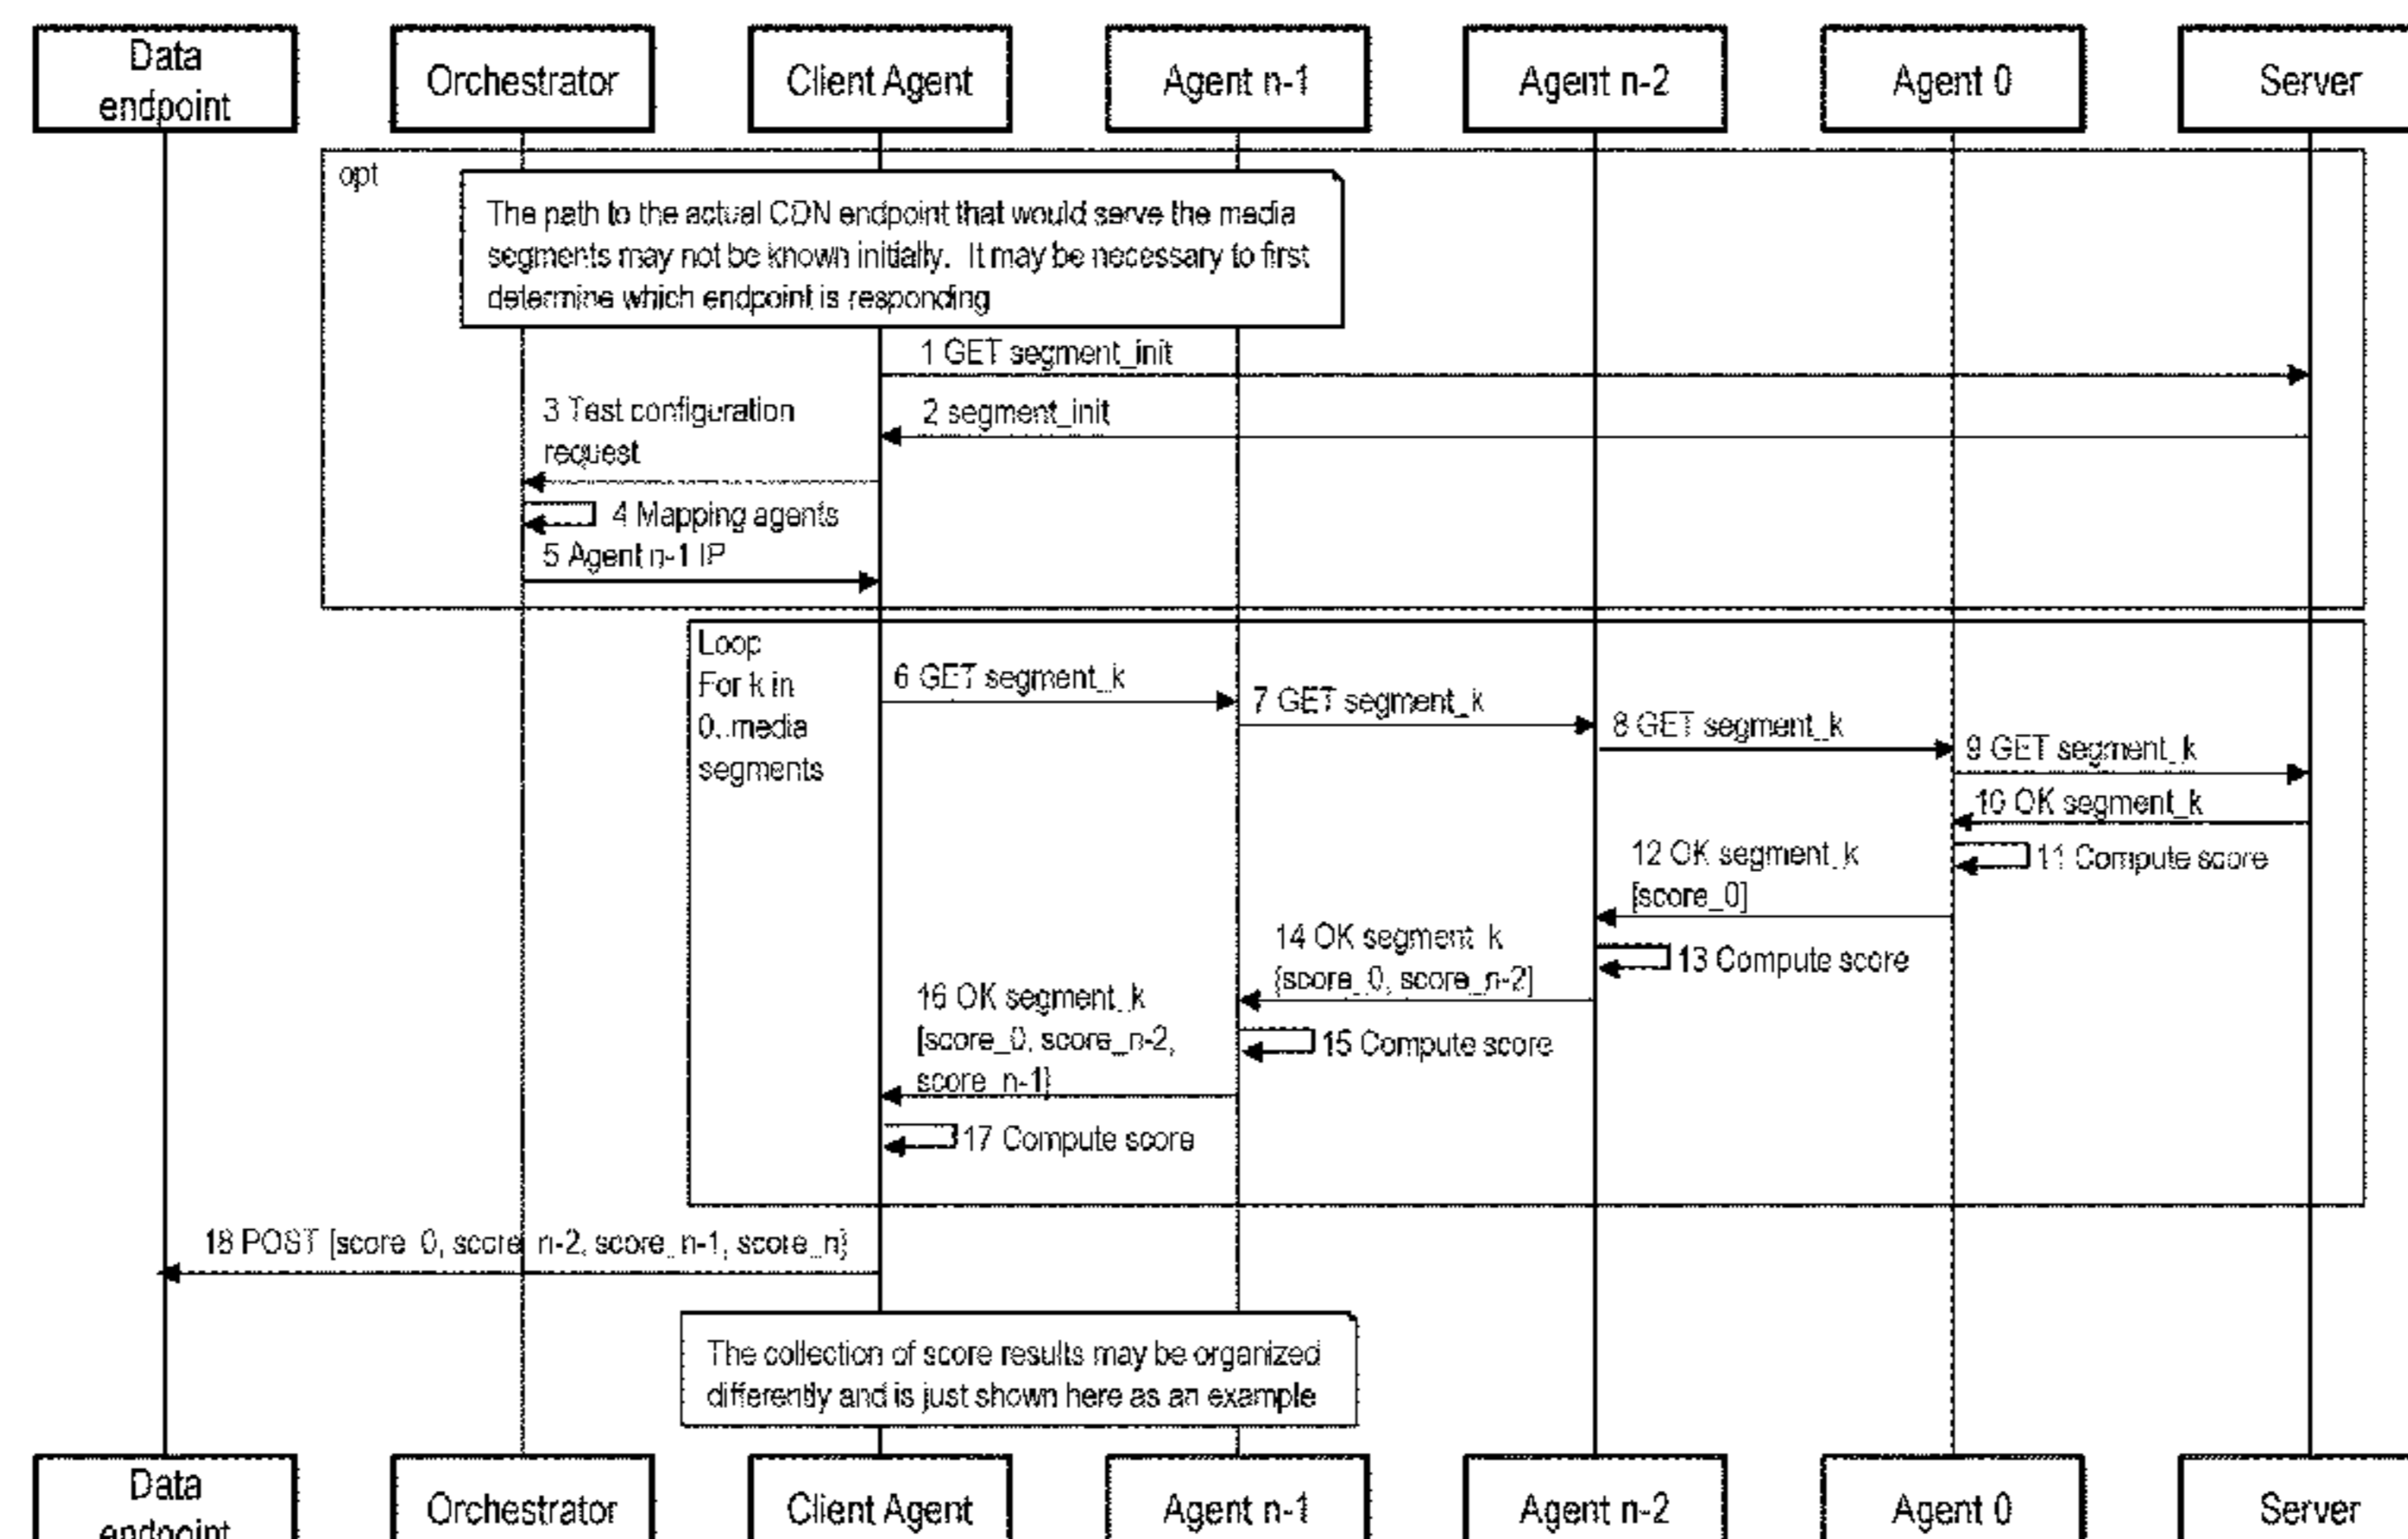 Data
endpoint
Orchestrator
Client Agent
Agent n-1
Agent n-2
Agent 0
Server
opt
The path to the actual CDN endpoint that would serve the media
segments may not be known initially. It may be necessary to first
determine which endpoint is responding
1 GET segment_init
2 segment_init
3 Test configuration
request
4 Mapping agents
5 Agent n-1 IP
Loop
For k in
0..media
segments
6 GET segment_k
7 GET segment_k
8 GET segment_k
9 GET segment_k
10 OK segment_k
11 Compute score
12 OK segment_k
[score_0]
13 Compute score
14 OK segment_k
[score_0, score_n-2]
15 Compute score
16 OK segment_k
[score_0, score_n-2,
score_n-1]
17 Compute score
18 POST [score_0, score_n-2, score_n-1, score_n]
The collection of score results may be organized
differently and is just shown here as an example
Data
endpoint
Orchestrator
Client Agent
Agent n-1
Agent n-2
Agent 0
Server